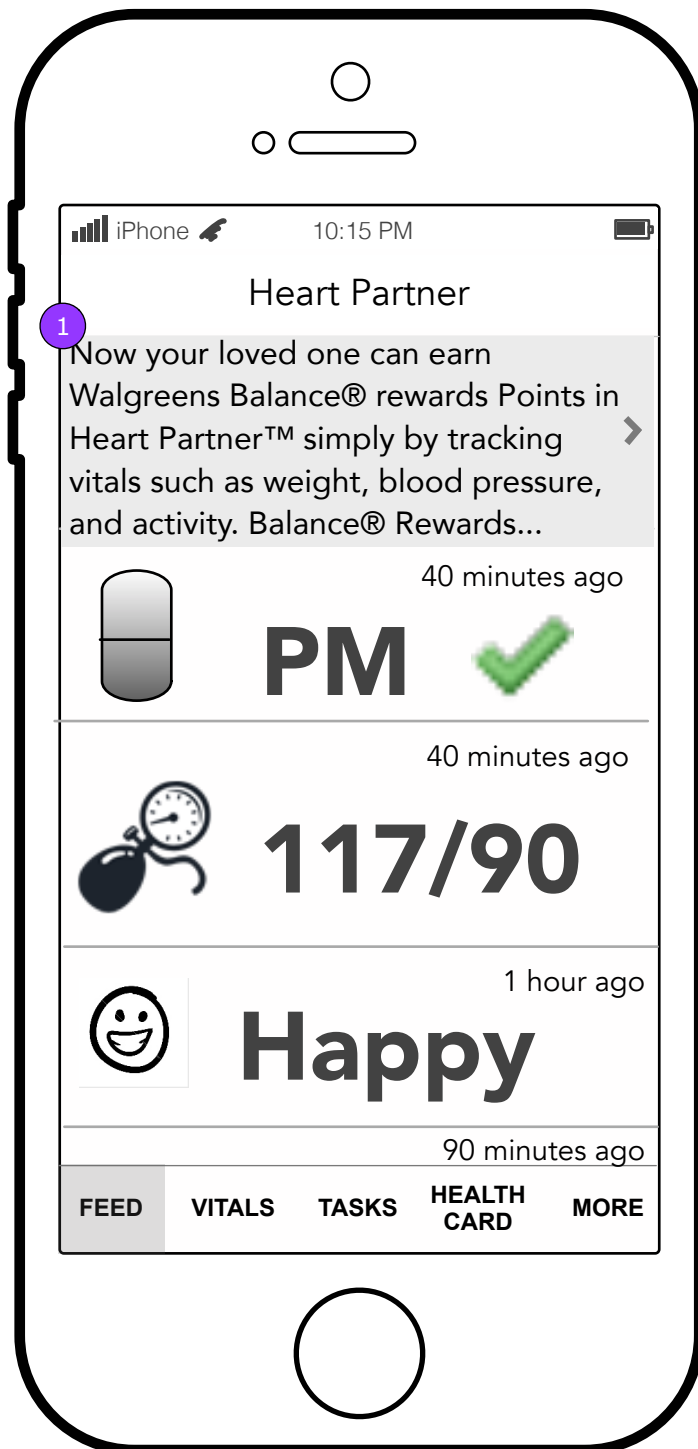 iPhone 10:15 PM
Heart Partner
1
Now your loved one can earn
Walgreens Balance® rewards Points in
Heart Partner™ simply by tracking
vitals such as weight, blood pressure,
and activity. Balance® Rewards...
40 minutes ago
PM
40 minutes ago
117/90
1 hour ago
Happy
90 minutes ago
FEED VITALS TASKS HEALTH CARD MORE